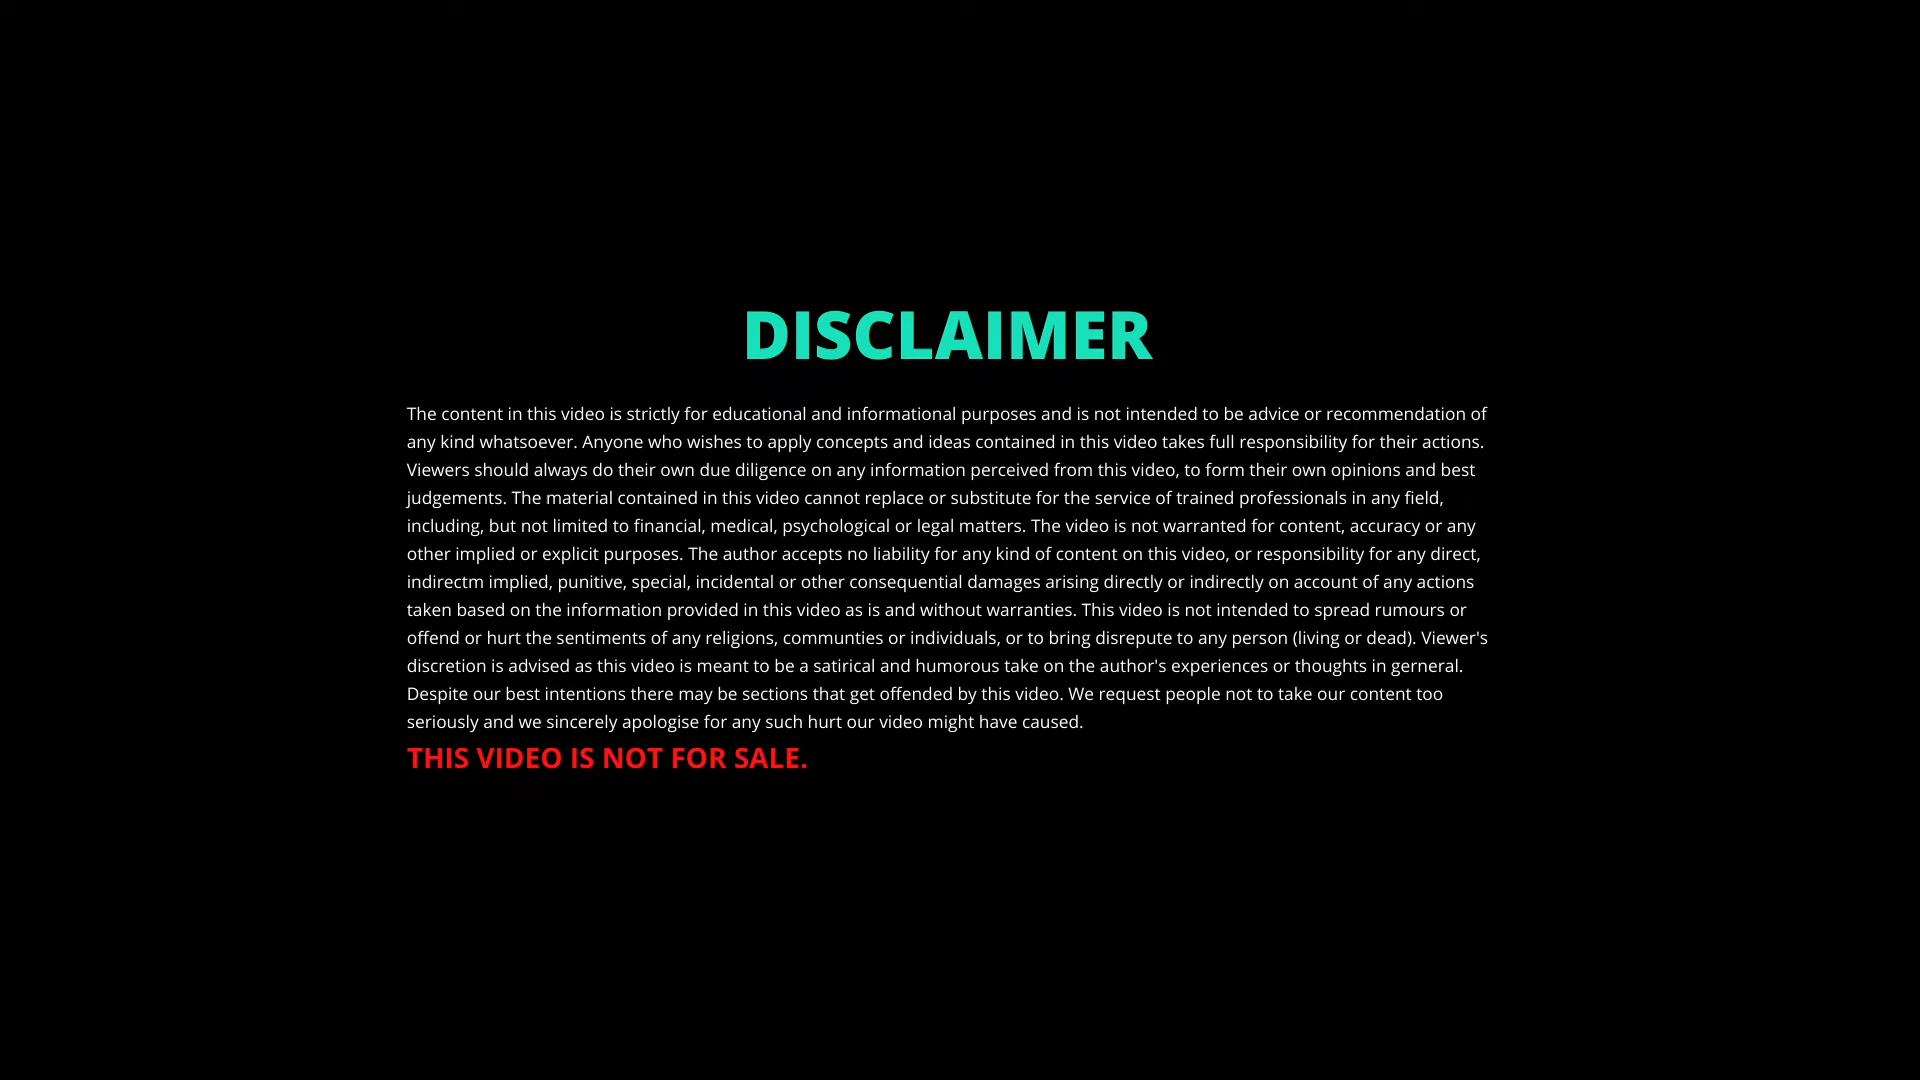 DISCLAIMER
The content in this video is strictly for educational and informational purposes and is not intended to be advice or recommendation of
any kind whatsoever. Anyone who wishes to apply concepts and ideas contained in this video takes full responsibility for their actions.
Viewers should always do their own due diligence on any information perceived from this video, to form their own opinions and best
judgements. The material contained in this video cannot replace or substitute for the service of trained professionals in any field,
including, but not limited to financial, medical, psychological or legal matters. The video is not warranted for content, accuracy or any
other implied or explicit purposes. The author accepts no liability for any kind of content on this video, or responsibility for any direct,
indirectm implied, punitive, special, incidental or other consequential damages arising directly or indirectly on account of any actions
taken based on the information provided in this video as is and without warranties. This video is not intended to spread rumours or
offend or hurt the sentiments of any religions, communties or individuals, or to bring disrepute to any person (living or dead). Viewer's
discretion is advised as this video is meant to be a satirical and humorous take on the author's experiences or thoughts in gerneral.
Despite our best intentions there may be sections that get offended by this video. We request people not to take our content too
seriously and we sincerely apologise for any such hurt our video might have caused.
THIS VIDEO IS NOT FOR SALE.